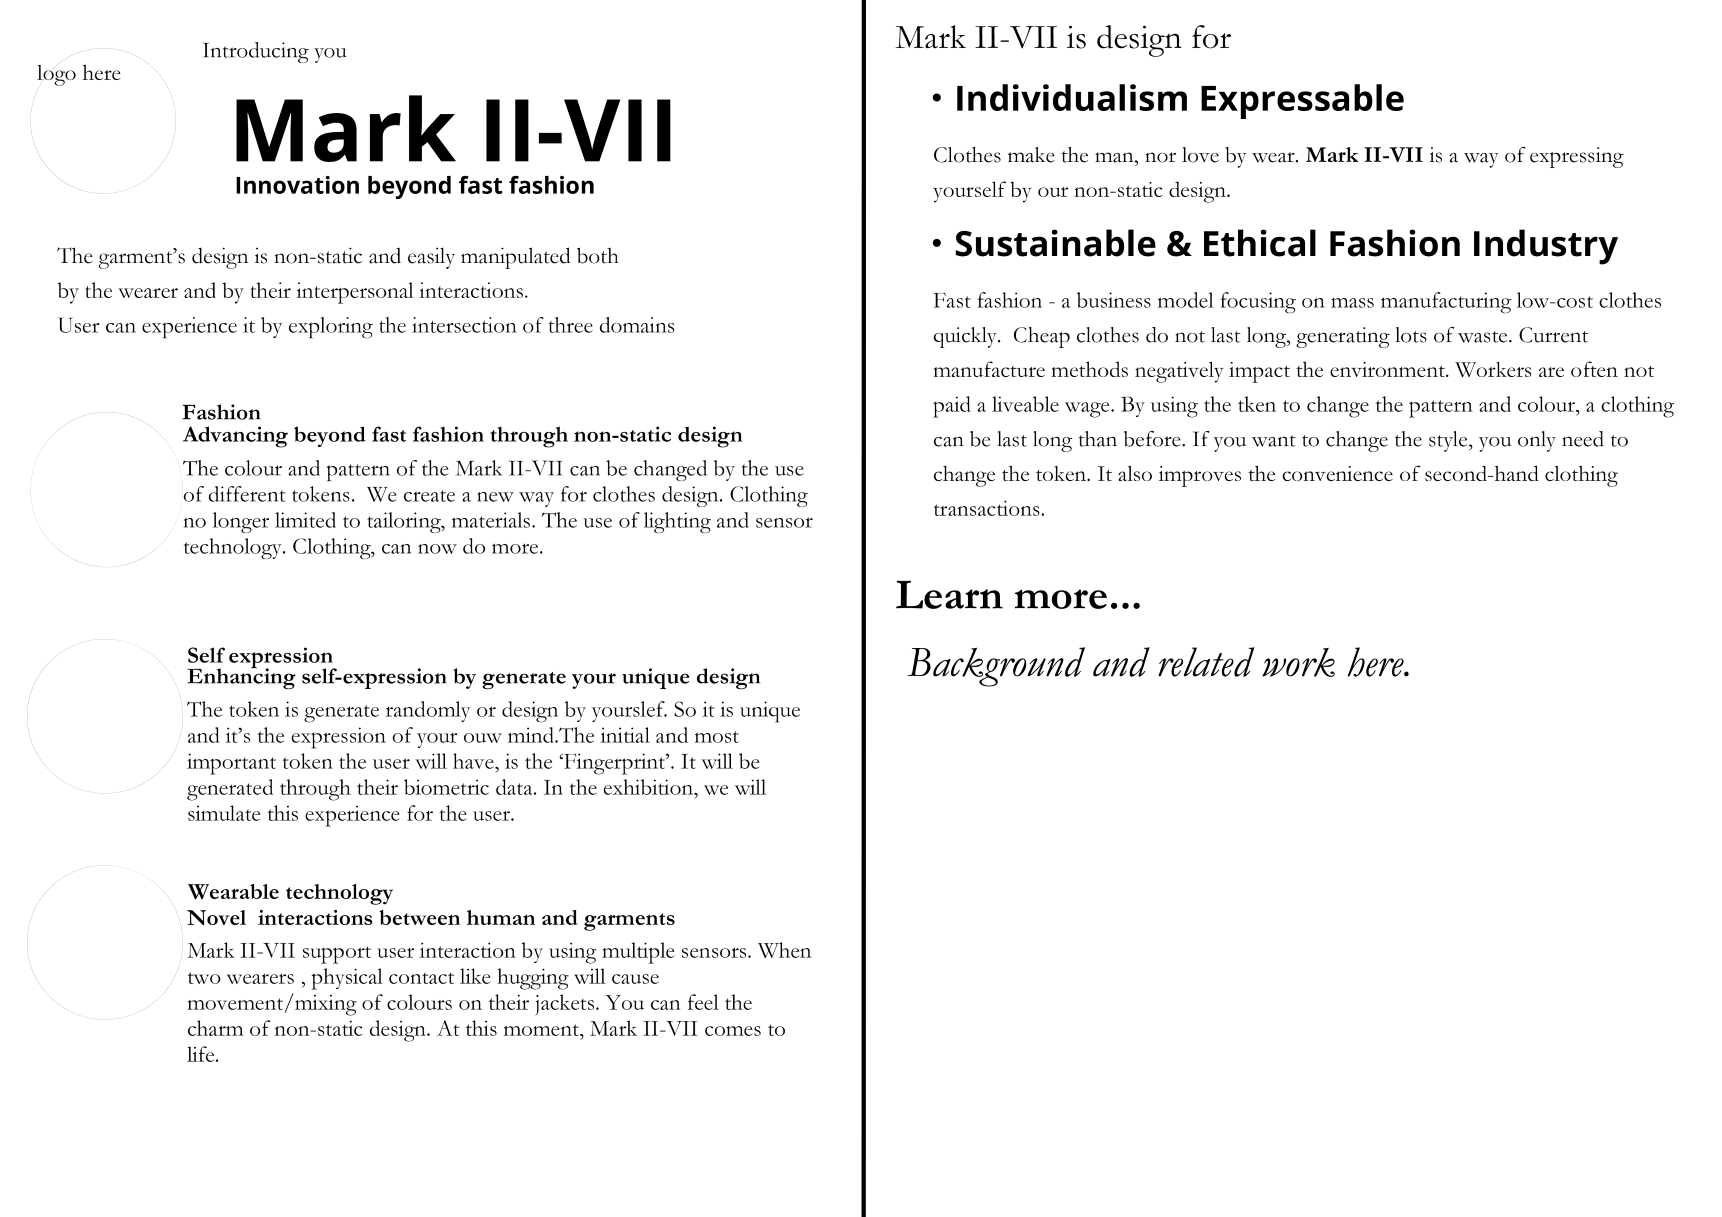 logo here
Introducing you
Mark II-VII
Innovation beyond fast fashion
The garment’s design is non-static and easily manipulated both
by the wearer and by their interpersonal interactions.
User can experience it by exploring the intersection of three domains
Fashion
Advancing beyond fast fashion through non-static design
The colour and pattern of the Mark II-VII can be changed by the use
of different tokens.  We create a new way for clothes design. Clothing
no longer limited to tailoring, materials. The use of lighting and sensor
technology. Clothing, can now do more.
Self expression
Enhancing self-expression by generate your unique design
The token is generate randomly or design by yourslef. So it is unique
and it’s the expression of your ouw mind.The initial and most
important token the user will have, is the ‘Fingerprint’. It will be
generated through their biometric data. In the exhibition, we will
simulate this experience for the user.
Wearable technology
Novel  interactions between human and garments
Mark II-VII support user interaction by using multiple sensors. When
two wearers , physical contact like hugging will cause
movement/mixing of colours on their jackets. You can feel the
charm of non-static design. At this moment, Mark II-VII comes to
life.
Mark II-VII is design for
• Individualism Expressable
Clothes make the man, nor love by wear. Mark II-VII is a way of expressing
yourself by our non-static design.
• Sustainable & Ethical Fashion Industry
Fast fashion - a business model focusing on mass manufacturing low-cost clothes
quickly.  Cheap clothes do not last long, generating lots of waste. Current
manufacture methods negatively impact the environment. Workers are often not
paid a liveable wage. By using the tken to change the pattern and colour, a clothing
can be last long than before. If you want to change the style, you only need to
change the token. It also improves the convenience of second-hand clothing
transactions.
Learn more...
Background and related work here.